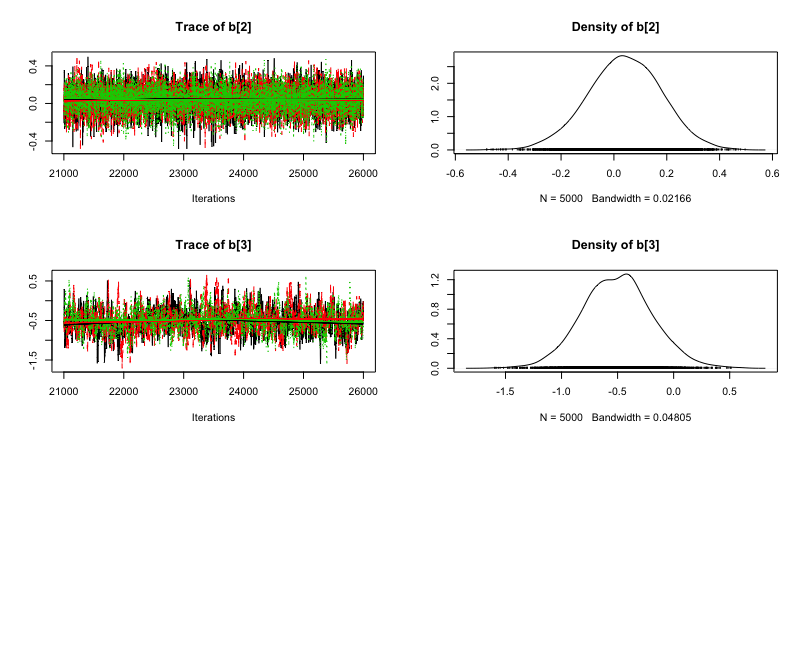 Trace of b[2]
0.4
0.0
-0.4
21000 22000 23000 24000 25000 26000
Iterations
Density of b[2]
2.0
1.0
0.0
-0.6 -0.4 -0.2 0.0 0.2 0.4 0.6
N = 5000 Bandwidth = 0.02166
Trace of b[3]
0.5
-0.5
-1.5
21000 22000 23000 24000 25000 26000
Iterations
Density of b[3]
1.2
0.8
0.4
0.0
-1.5 -1.0 -0.5 0.0 0.5
N = 5000 Bandwidth = 0.04805